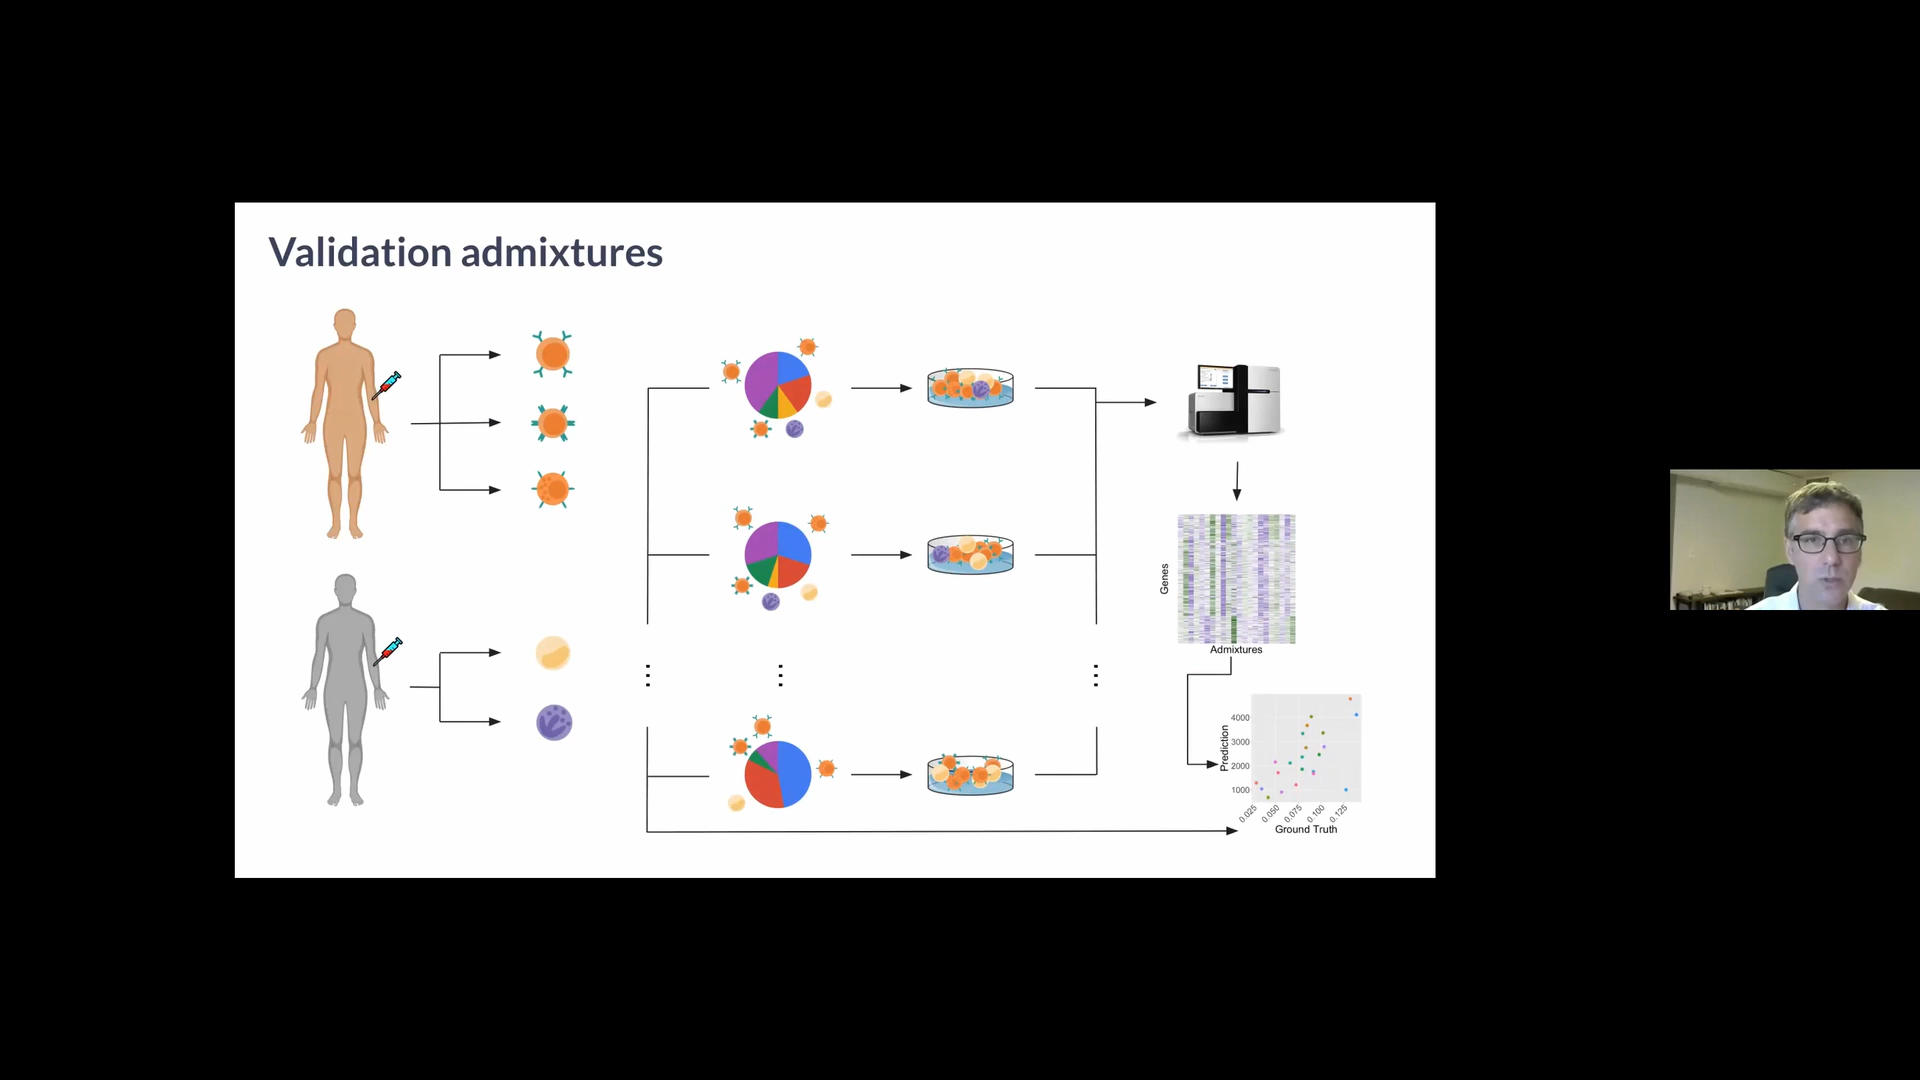 Validation admixtures
Genes
Admixtures
Prediction
4000
3000
2000
1000
0.025
0.050
0.075
0.100
0.125
Ground Truth